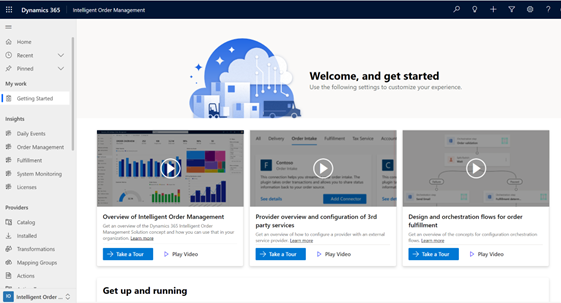 Dynamics 365 Intelligent Order Management
Home
Recent
Pinned
My work
Getting Started
Insights
Daily Events
Order Management
Fulfillment
System Monitoring
Licenses
Providers
Catalog
Installed
Transformations
Mapping Groups
Actions
IO Intelligent Order ...
Welcome, and get started
Use the following settings to customize your experience.
Overview of Intelligent Order Management
Get an overview of the Dynamics 365 Intelligent Order Management
Solution concept and how you can use that in your
organization. Learn more
Take a Tour Play Video
All Delivery Order Intake Fulfillment Tax Service
Contoso
See details Add Connector
Provider overview and configuration of 3rd
party services
Get an overview of how to configure a provider with an external
service provider. Learn more
Take a Tour Play Video
Design and orchestration flows for order
fulfillment
Get an overview of the concepts for configuration orchestration
flows. Learn more
Take a Tour Play Video
Get up and running